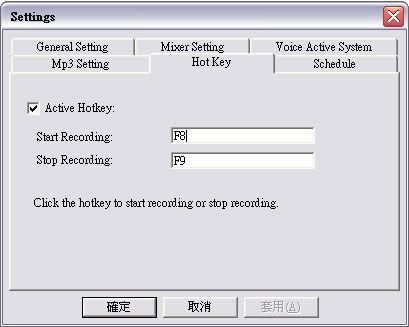 Settings
General Setting Mixer Setting Voice Active System
Mp3 Setting Hot Key Schedule
Active Hotkey:
Start Recording: F8
Stop Recording: F9
Click the hotkey to start recording or stop recording.
確定 取消 套用(A)